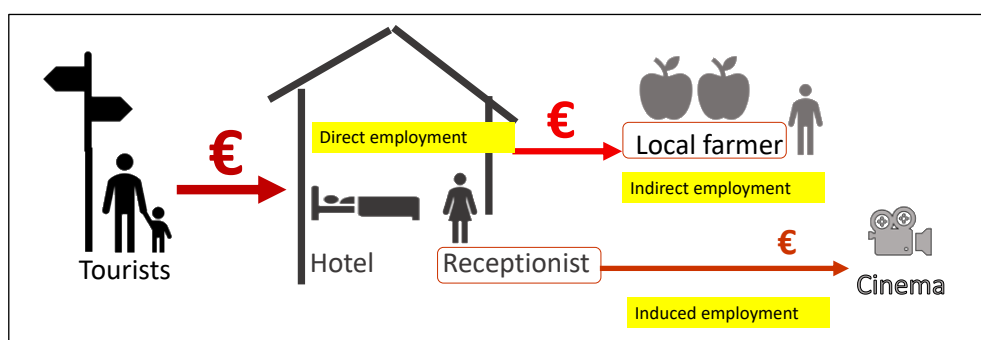 Direct employment
€
€
Local farmer
Indirect employment
Tourists
Hotel
Receptionist
€
Cinema
Induced employment